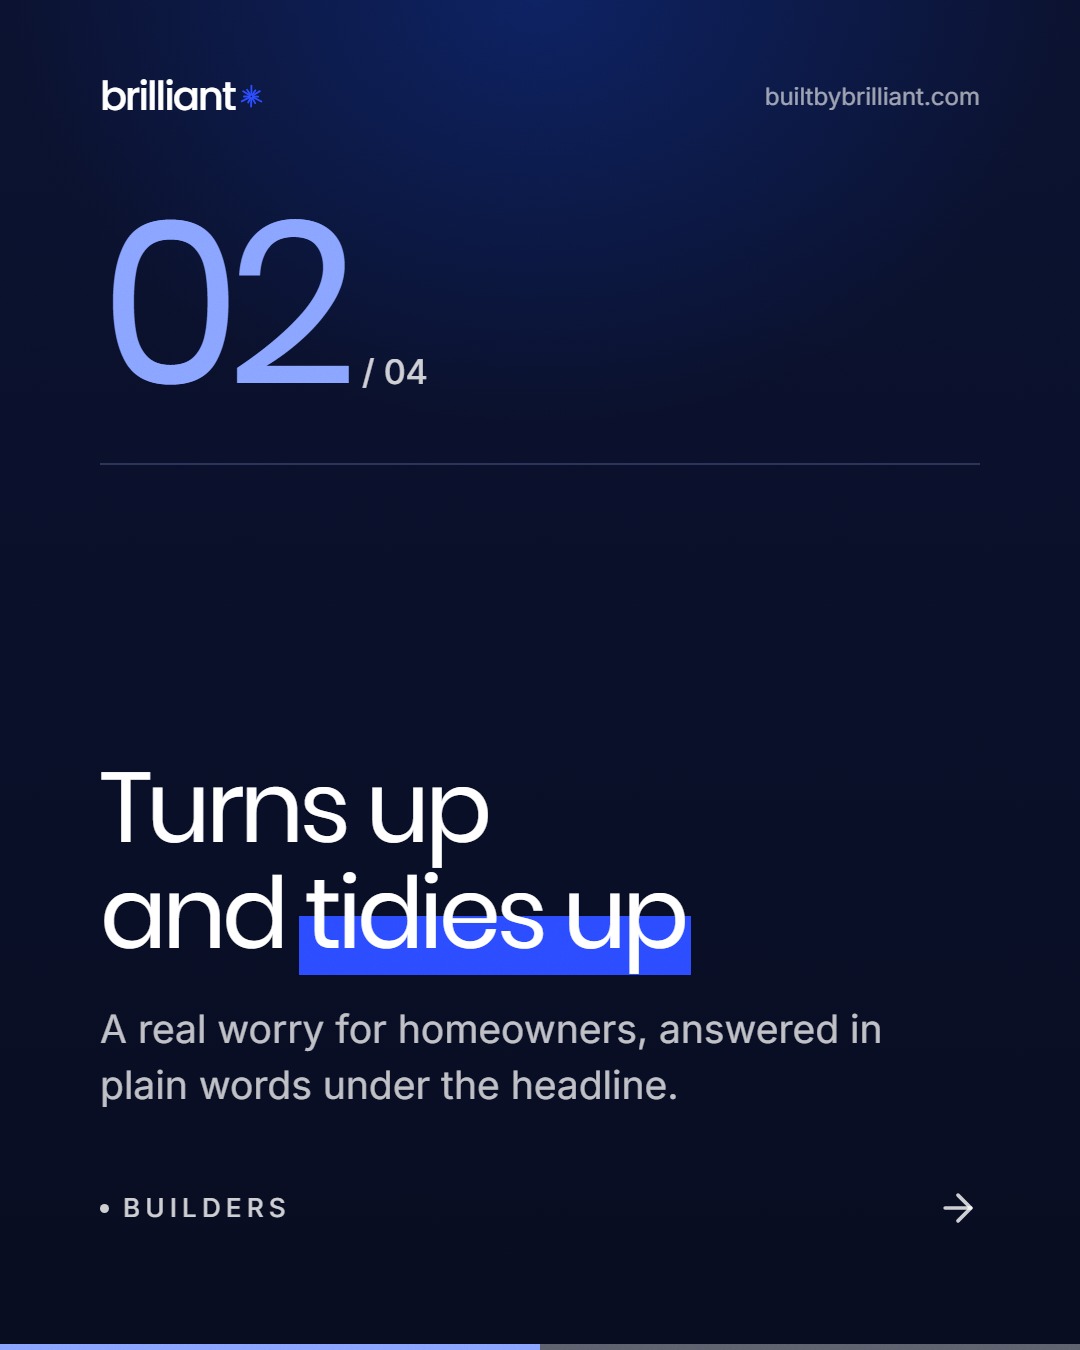 brilliant
builtbybrilliant.com
02 / 04
Turns up
and tidies up
A real worry for homeowners, answered in
plain words under the headline.
• BUILDERS